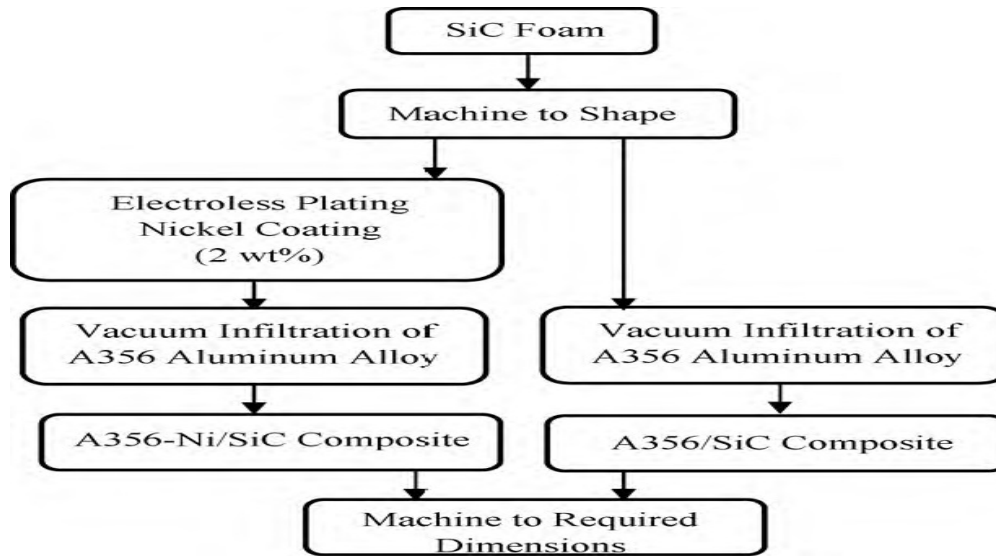 SiC Foam
Machine to Shape
Electroless Plating
Nickel Coating
(2 wt%)
Vacuum Infiltration of
A356 Aluminum Alloy
Vacuum Infiltration of
A356 Aluminum Alloy
A356-Ni/SiC Composite
A356/SiC Composite
Machine to Required
Dimensions